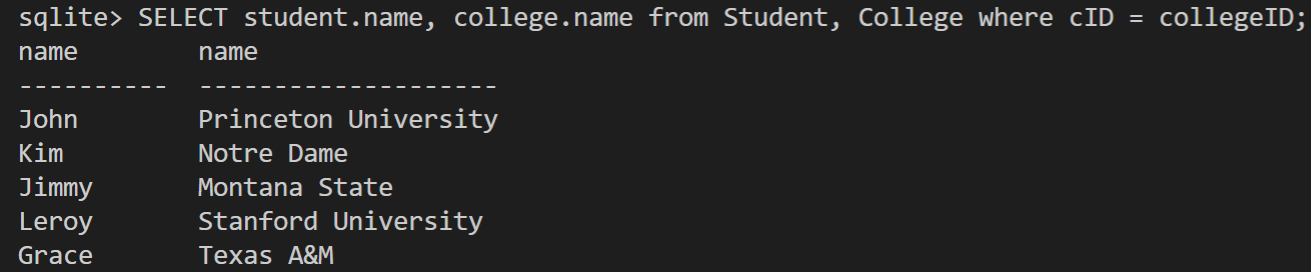 sqlite> SELECT student.name, college.name from Student, College where cID = collegeID;
name        name
----------  --------------------
John        Princeton University
Kim         Notre Dame
Jimmy       Montana State
Leroy       Stanford University
Grace       Texas A&M